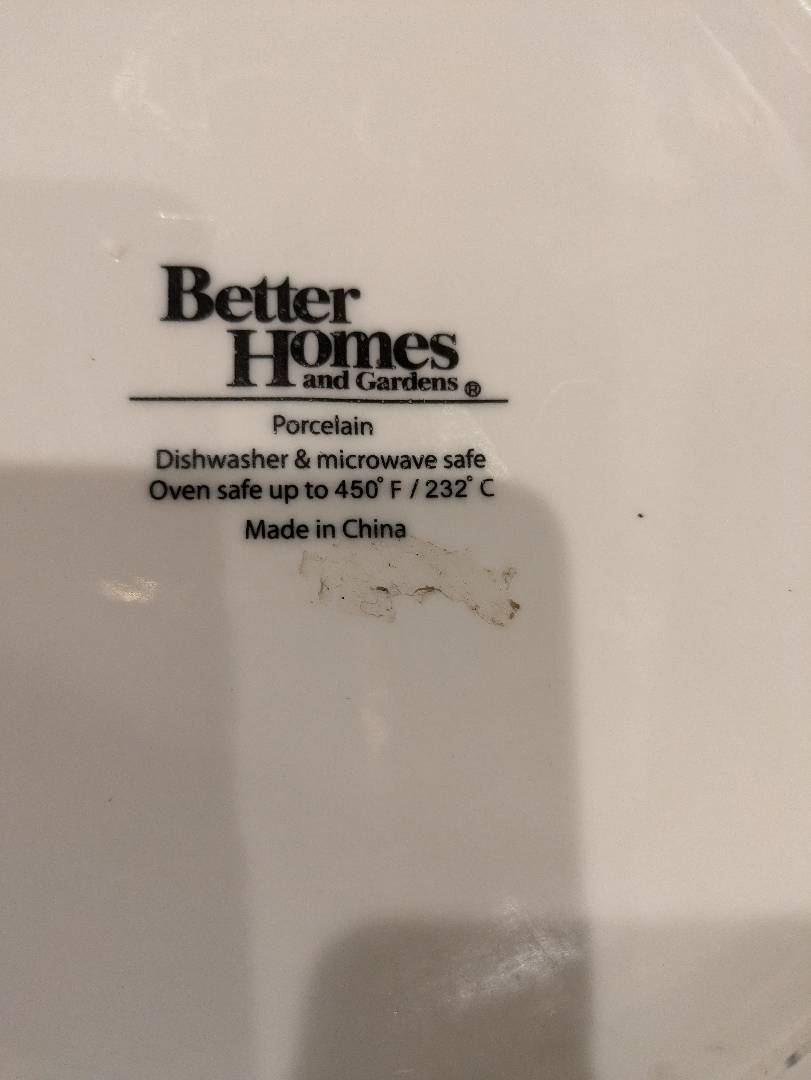 Better
Homes
and Gardens ®
Porcelain
Dishwasher & microwave safe
Oven safe up to 450° F / 232° C
Made in China